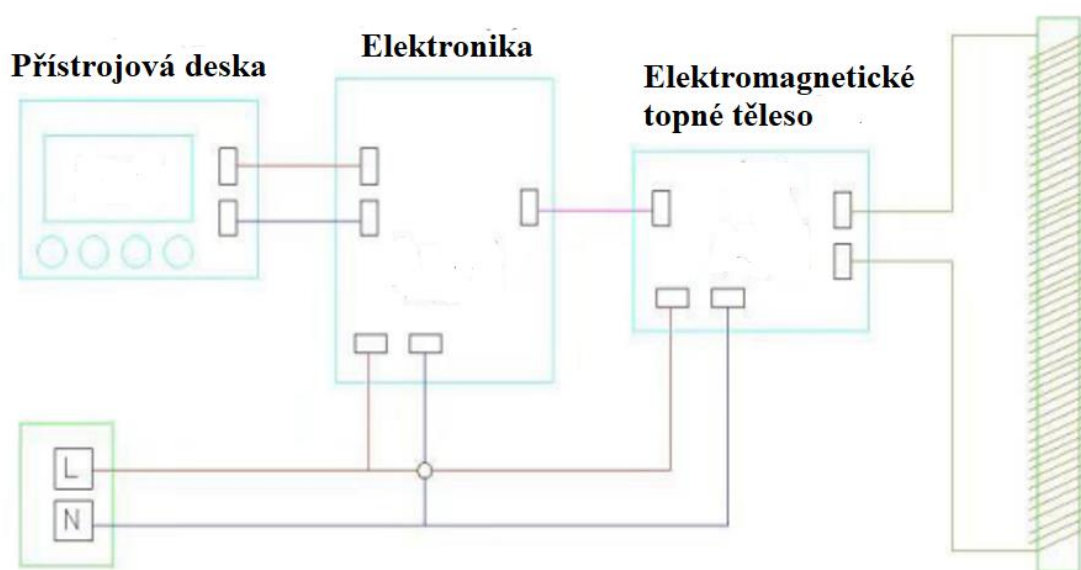 Přístrojová deska
Elektronika
Elektromagnetické
topné těleso
L
N